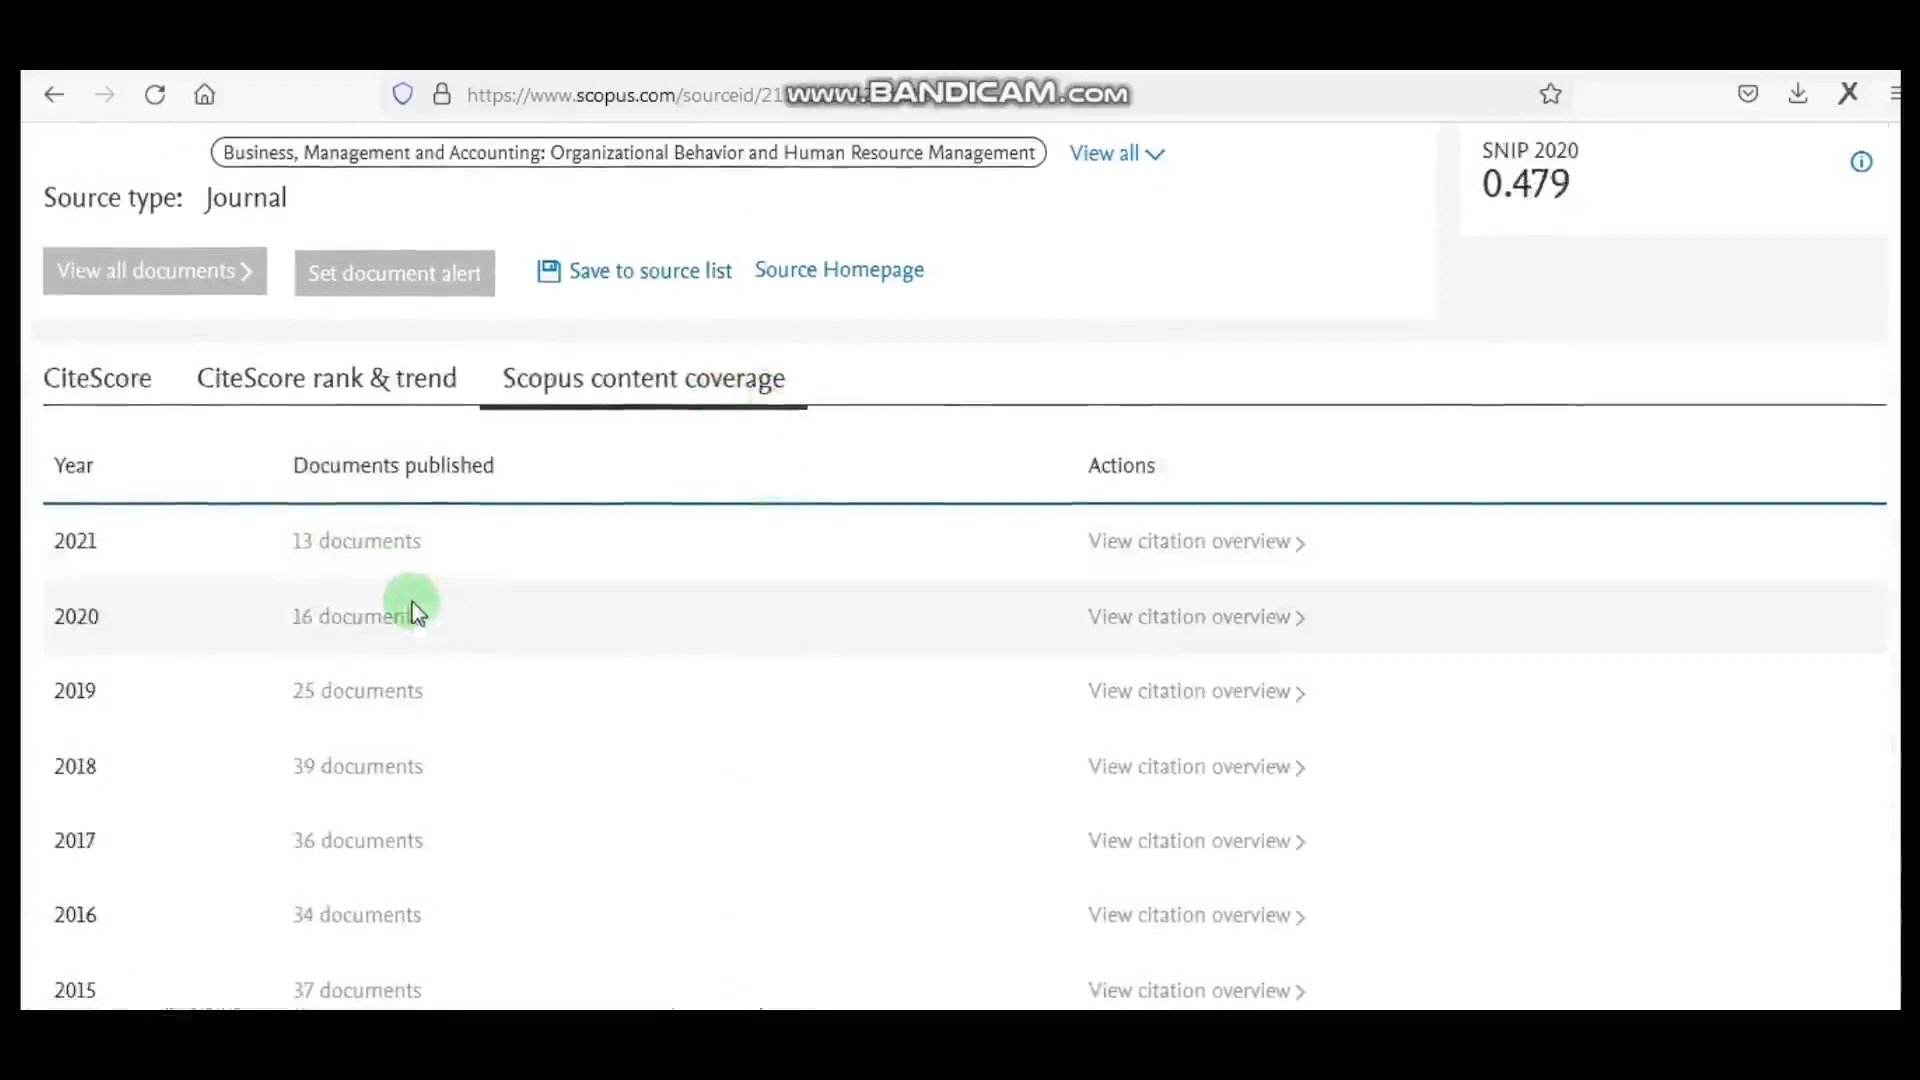 https://www.scopus.com/sourceid/21
www.BANDICAM.com
Business, Management and Accounting: Organizational Behavior and Human Resource Management
View all
SNIP 2020
0.479
Source type: Journal
View all documents >
Set document alert
Save to source list
Source Homepage
CiteScore
CiteScore rank & trend
Scopus content coverage
Year Documents published Actions
2021 13 documents View citation overview >
2020 16 document View citation overview >
2019 25 documents View citation overview >
2018 39 documents View citation overview >
2017 36 documents View citation overview >
2016 34 documents View citation overview >
2015 37 documents View citation overview >